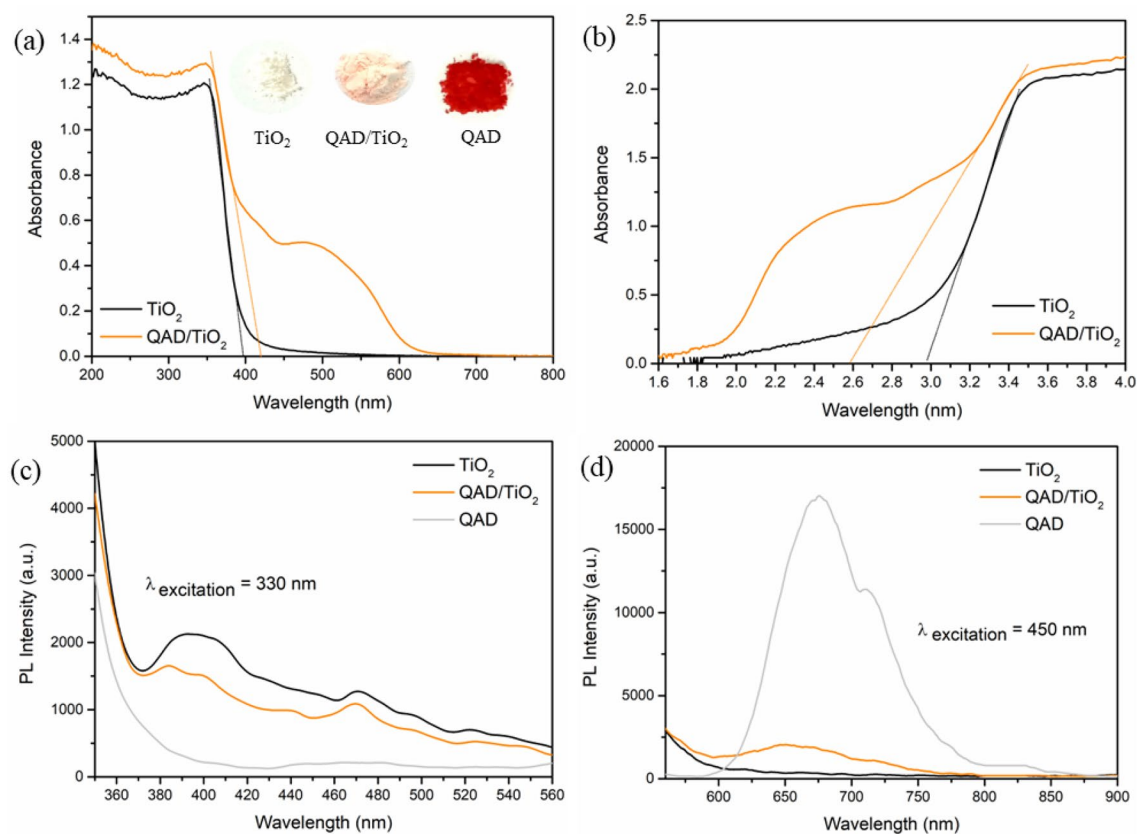 (a)
1.4
1.2
1.0
0.8
0.6
0.4
0.2
0.0
Absorbance
TiO2
QAD/TiO2
QAD
TiO2
QAD/TiO2
200 300 400 500 600 700 800
Wavelength (nm)
(b)
2.5
2.0
1.5
1.0
0.5
0.0
Absorbance
TiO2
QAD/TiO2
1.6 1.8 2.0 2.2 2.4 2.6 2.8 3.0 3.2 3.4 3.6 3.8 4.0
Wavelength (nm)
(c)
5000
4000
3000
2000
1000
0
PL Intensity (a.u.)
TiO2
QAD/TiO2
QAD
λ excitation = 330 nm
360 380 400 420 440 460 480 500 520 540 560
Wavelength (nm)
(d)
20000
17500
15000
12500
10000
7500
5000
2500
0
PL Intensity (a.u.)
TiO2
QAD/TiO2
QAD
λ excitation = 450 nm
600 650 700 750 800 850 900
Wavelength (nm)